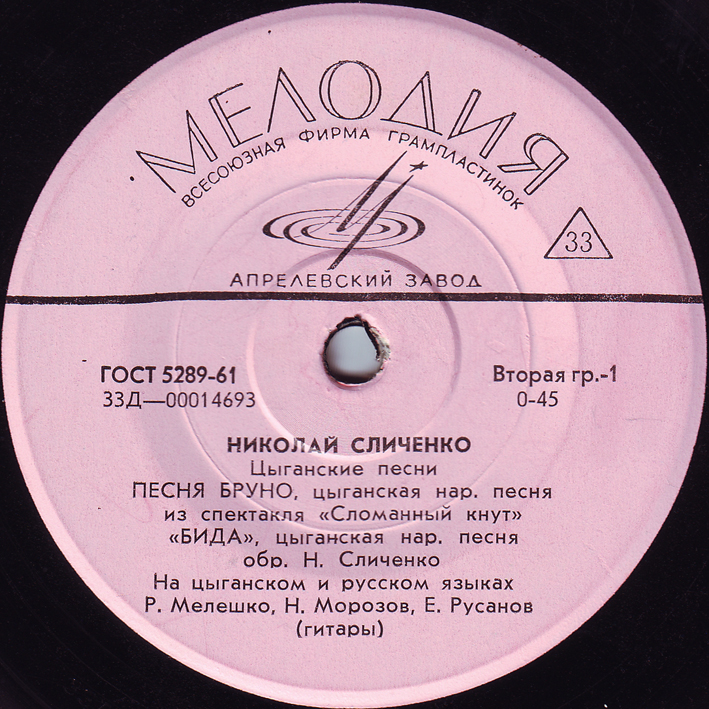 МЕЛОДИЯ
ВСЕСОЮЗНАЯ ФИРМА ГРАМПЛАСТИНОК
33
АПРЕЛЕВСКИЙ ЗАВОД
ГОСТ 5289-61
Вторая гр.-1
33Д—00014693
0-45
НИКОЛАЙ СЛИЧЕНКО
Цыганские песни
ПЕСНЯ БРУНО, цыганская нар. песня
из спектакля «Сломанный кнут»
«БИДА», цыганская нар. песня
обр. Н. Сличенко
На цыганском и русском языках
Р. Мелешко, Н. Морозов, Е. Русанов
(гитары)